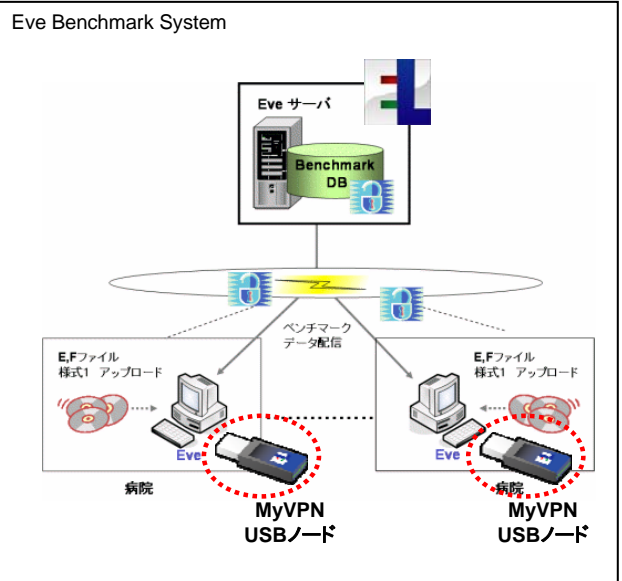 Eve Benchmark System
Eve サーバ
Benchmark
DB
ベンチマーク
データ配信
E,Fファイル
様式1 アップロード
Eve
病院
MyVPN
USBノード
E,Fファイル
様式1 アップロード
Eve
病院
MyVPN
USBノード